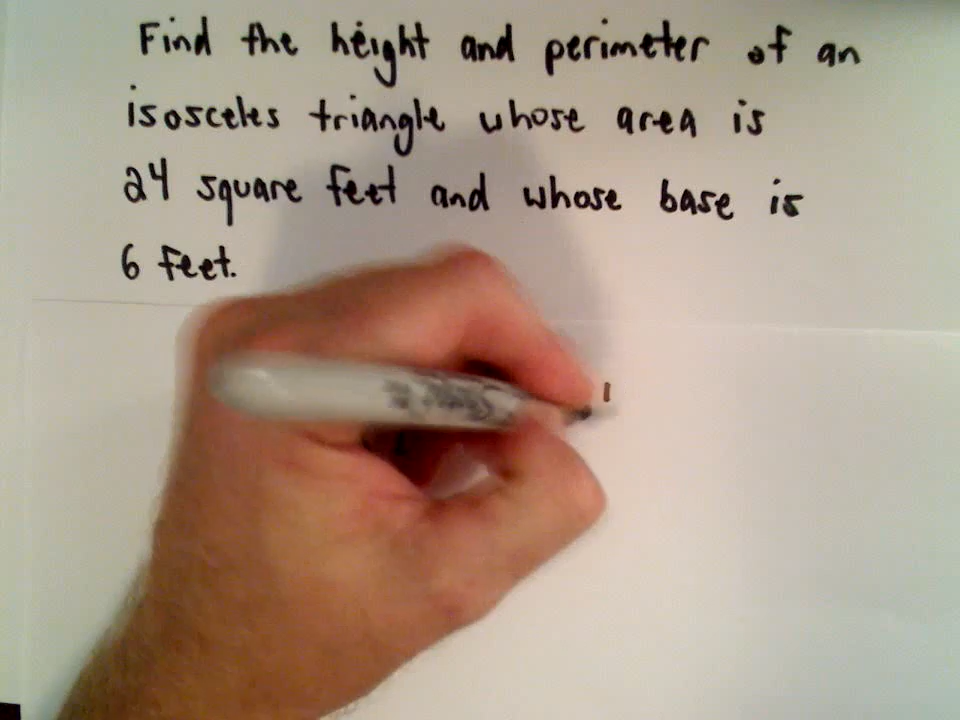 Find the height and perimeter of an
isosceles triangle whose area is
24 square feet and whose base is
6 feet.